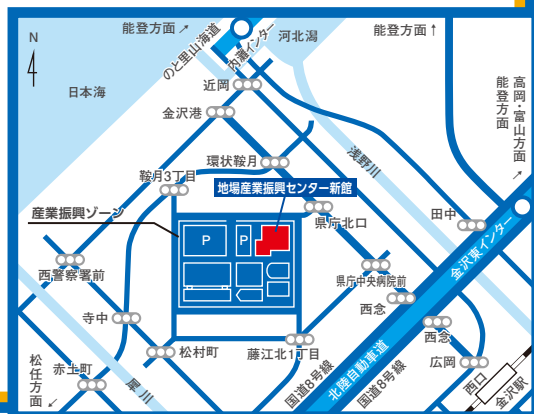 能登方面↗
河北潟
能登方面↑
N
のと里山海道
内灘インター
日本海
近岡
金沢港
高岡・富山方面
能登方面
→
環状鞍月
浅野川
鞍月3丁目
地場産業振興センター新館
産業振興ゾーン
県庁北口
田中
P
P
金沢東インター
西警察署前
県庁中央病院前
西念
寺中
西念
松村町
藤江北1丁目
広岡
松任方面
↙
赤土町
犀川
国道8号線
北陸自動車道
国道8号線
西口
金沢駅